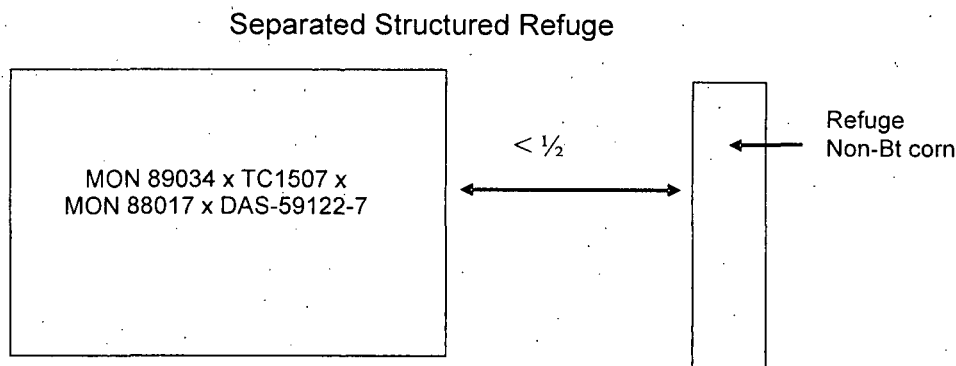 Separated Structured Refuge
MON 89034 x TC1507 x
MON 88017 x DAS-59122-7
< ½
Refuge
Non-Bt corn